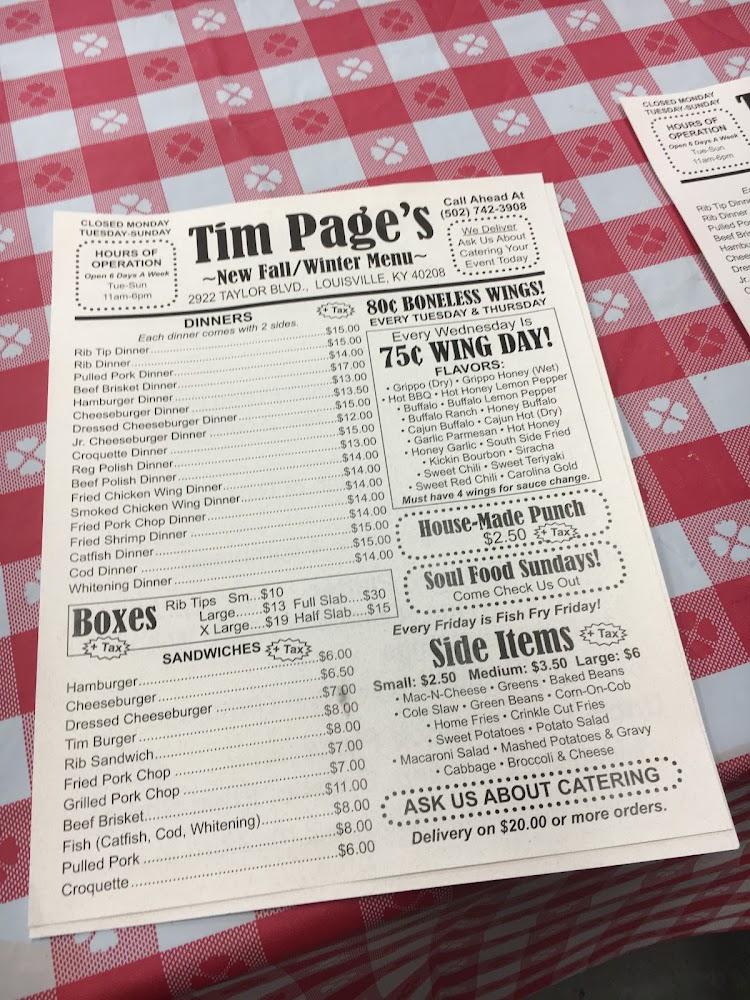 CLOSED MONDAY
TUESDAY-SUNDAY
HOURS OF
OPERATION
Open 6 Days A Week
Tue-Sun
11am-6pm
Tim Page's
~New Fall/Winter Menu~
2922 TAYLOR BLVD., LOUISVILLE, KY 40208
Call Ahead At
(502) 742-3908
We Deliver
Ask Us About
Catering Your
Event Today
DINNERS + Tax
Each dinner comes with 2 sides.
Rib Tip Dinner $15.00
Rib Dinner $15.00
Pulled Pork Dinner $14.00
Beef Brisket Dinner $17.00
Hamburger Dinner $13.00
Cheeseburger Dinner $13.50
Dressed Cheeseburger Dinner $15.00
Jr. Cheeseburger Dinner $12.00
Croquette Dinner $15.00
Reg Polish Dinner $13.00
Beef Polish Dinner $14.00
Fried Chicken Wing Dinner $14.00
Smoked Chicken Wing Dinner $14.00
Fried Pork Chop Dinner $14.00
Fried Shrimp Dinner $14.00
Catfish Dinner $15.00
Cod Dinner $15.00
Whitening Dinner $14.00
Boxes
+ Tax
Rib Tips Sm...$10
Large......$13 Full Slab....$30
X Large....$19 Half Slab....$15
SANDWICHES + Tax
Hamburger $6.00
Cheeseburger $6.50
Dressed Cheeseburger $7.00
Tim Burger $8.00
Rib Sandwich $8.00
Fried Pork Chop $7.00
Grilled Pork Chop $7.00
Beef Brisket $11.00
Fish (Catfish, Cod, Whitening) $8.00
Pulled Pork $8.00
Croquette $6.00
80¢ BONELESS WINGS!
EVERY TUESDAY & THURSDAY
Every Wednesday Is
75¢ WING DAY!
FLAVORS:
• Grippo (Dry) • Grippo Honey (Wet)
• Hot BBQ • Hot Honey Lemon Pepper
• Buffalo • Buffalo Lemon Pepper
• Buffalo Ranch • Honey Buffalo
• Cajun Buffalo • Cajun Hot (Dry)
• Garlic Parmesan • Hot Honey
• Honey Garlic • South Side Fried
• Kickin Bourbon • Siracha
• Sweet Chili • Sweet Teriyaki
• Sweet Red Chili • Carolina Gold
Must have 4 wings for sauce change.
House-Made Punch
$2.50 + Tax
Soul Food Sundays!
Come Check Us Out
Every Friday is Fish Fry Friday!
Side Items + Tax
Small: $2.50 Medium: $3.50 Large: $6
• Mac-N-Cheese • Greens • Baked Beans
• Cole Slaw • Green Beans • Corn-On-Cob
• Home Fries • Crinkle Cut Fries
• Sweet Potatoes • Potato Salad
• Macaroni Salad • Mashed Potatoes & Gravy
• Cabbage • Broccoli & Cheese
ASK US ABOUT CATERING
Delivery on $20.00 or more orders.
CLOSED MONDAY
TUESDAY-SUNDAY
HOURS OF
OPERATION
Open 6 Days A Week
Tue-Sun
11am-6pm